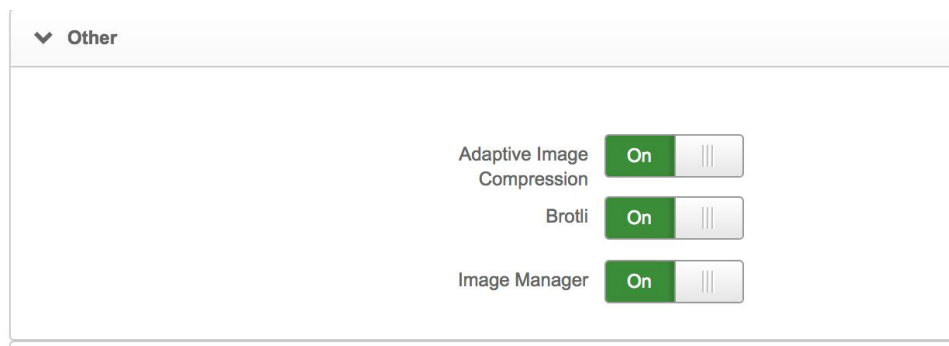 Other
Adaptive Image
Compression
On
Brotli
On
Image Manager
On